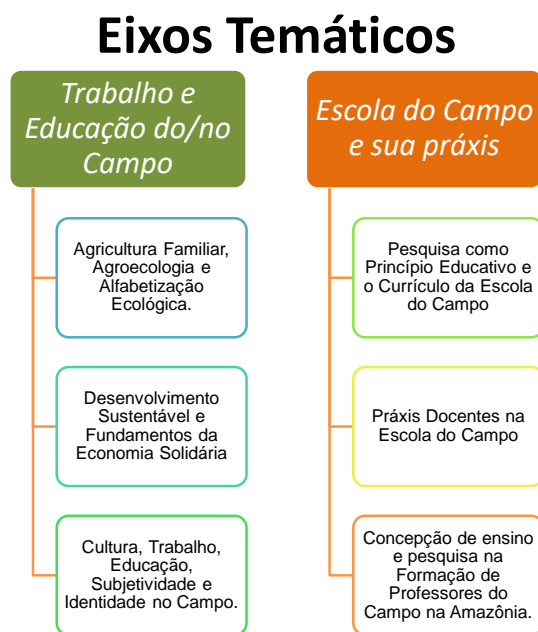 Eixos Temáticos
Trabalho e
Educação do/no
Campo
Agricultura Familiar,
Agroecologia e
Alfabetização
Ecológica.
Desenvolvimento
Sustentável e
Fundamentos da
Economia Solidária
Cultura, Trabalho,
Educação,
Subjetividade e
Identidade no Campo.
Escola do Campo
e sua práxis
Pesquisa como
Princípio Educativo e
o Currículo da Escola
do Campo
Práxis Docentes na
Escola do Campo
Concepção de ensino
e pesquisa na
Formação de
Professores do
Campo na Amazônia.